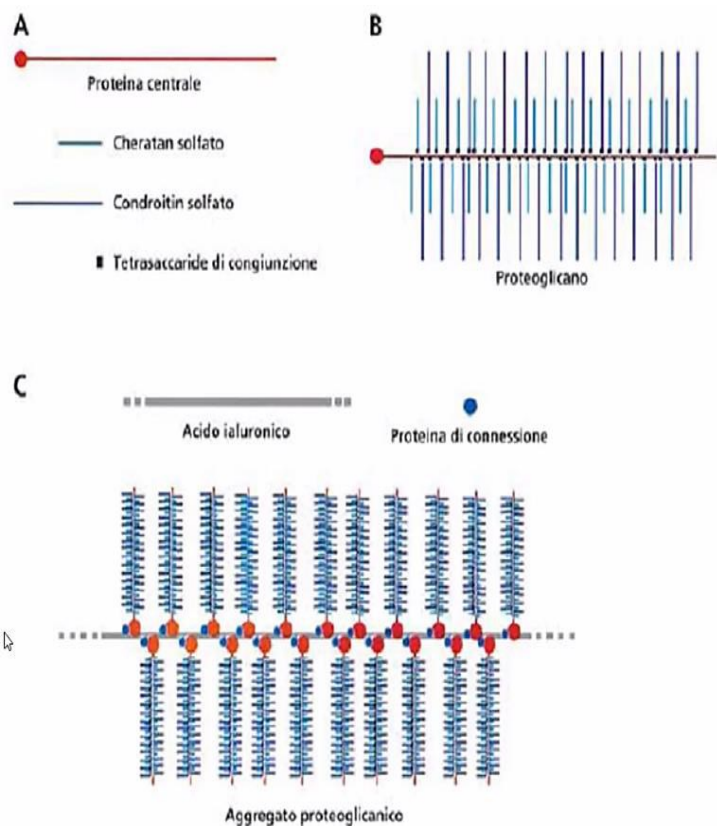 A
Proteina centrale
Cheratan solfato
Condroitin solfato
Tetrasaccaride di congiunzione
B
Proteoglicano
C
Acido ialuronico
Proteina di connessione
Aggregato proteoglicanico